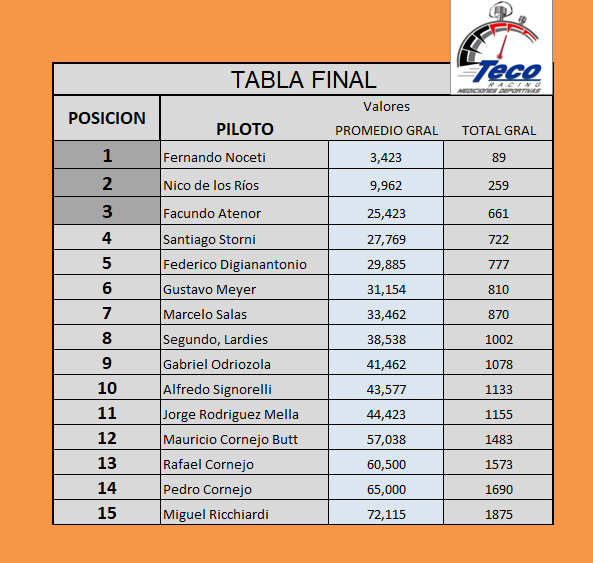 Teco
RACING
MEDICIONES DEPORTIVAS
TABLA FINAL
Valores
POSICION PILOTO PROMEDIO GRAL TOTAL GRAL
1 Fernando Noceti 3,423 89
2 Nico de los Ríos 9,962 259
3 Facundo Atenor 25,423 661
4 Santiago Storni 27,769 722
5 Federico Digianantonio 29,885 777
6 Gustavo Meyer 31,154 810
7 Marcelo Salas 33,462 870
8 Segundo, Lardies 38,538 1002
9 Gabriel Odriozola 41,462 1078
10 Alfredo Signorelli 43,577 1133
11 Jorge Rodriguez Mella 44,423 1155
12 Mauricio Cornejo Butt 57,038 1483
13 Rafael Cornejo 60,500 1573
14 Pedro Cornejo 65,000 1690
15 Miguel Ricchiardi 72,115 1875